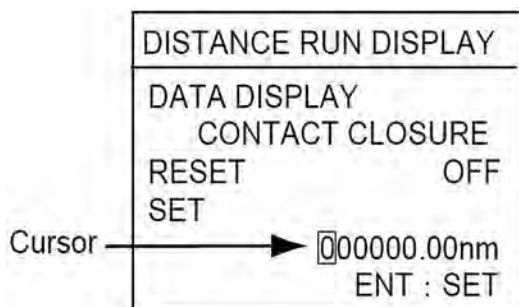 DISTANCE RUN DISPLAY
DATA DISPLAY
CONTACT CLOSURE
RESET OFF
SET
Cursor 000000.00nm
ENT : SET